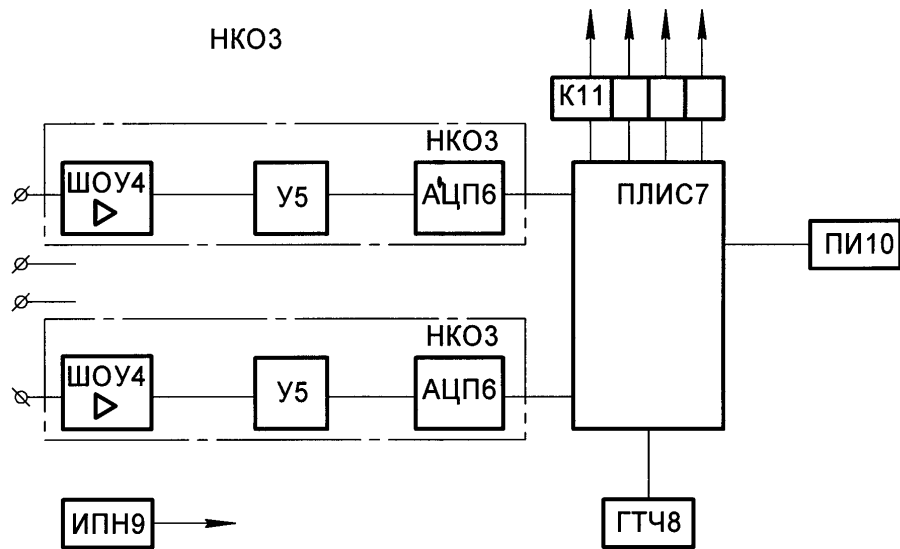 НКО3
К11
НКО3
ШОУ4
У5
АЦП6
ПЛИС7
ПИ10
НКО3
ШОУ4
У5
АЦП6
ИПН9
ГТЧ8